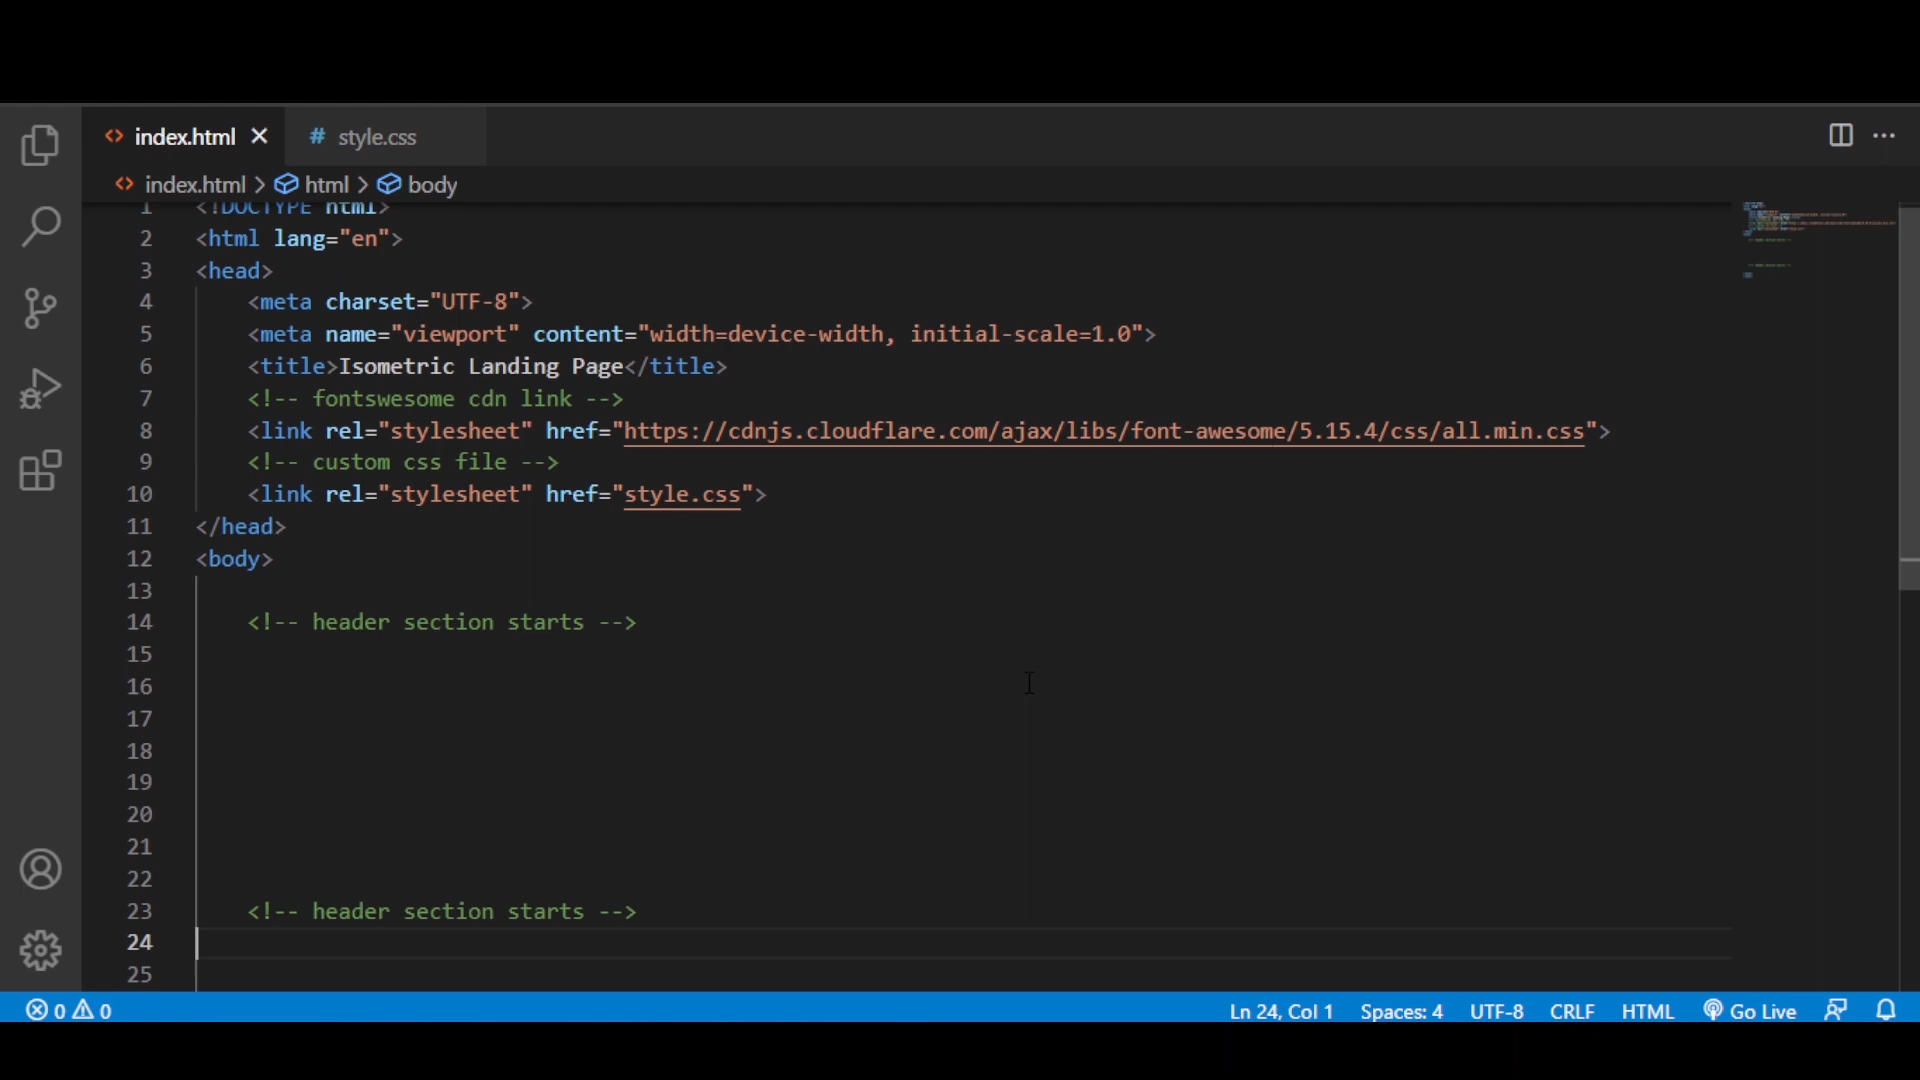 index.html style.css
index.html > html > body
1 <!DOCTYPE html>
2 <html lang="en">
3 <head>
4 <meta charset="UTF-8">
5 <meta name="viewport" content="width=device-width, initial-scale=1.0">
6 <title>Isometric Landing Page</title>
7 <!-- fontswesome cdn link -->
8 <link rel="stylesheet" href="https://cdnjs.cloudflare.com/ajax/libs/font-awesome/5.15.4/css/all.min.css">
9 <!-- custom css file -->
10 <link rel="stylesheet" href="style.css">
11 </head>
12 <body>
13
14 <!-- header section starts -->
15
16
17
18
19
20
21
22
23 <!-- header section starts -->
24
25
0 0 Ln 24, Col 1 Spaces: 4 UTF-8 CRLF HTML Go Live